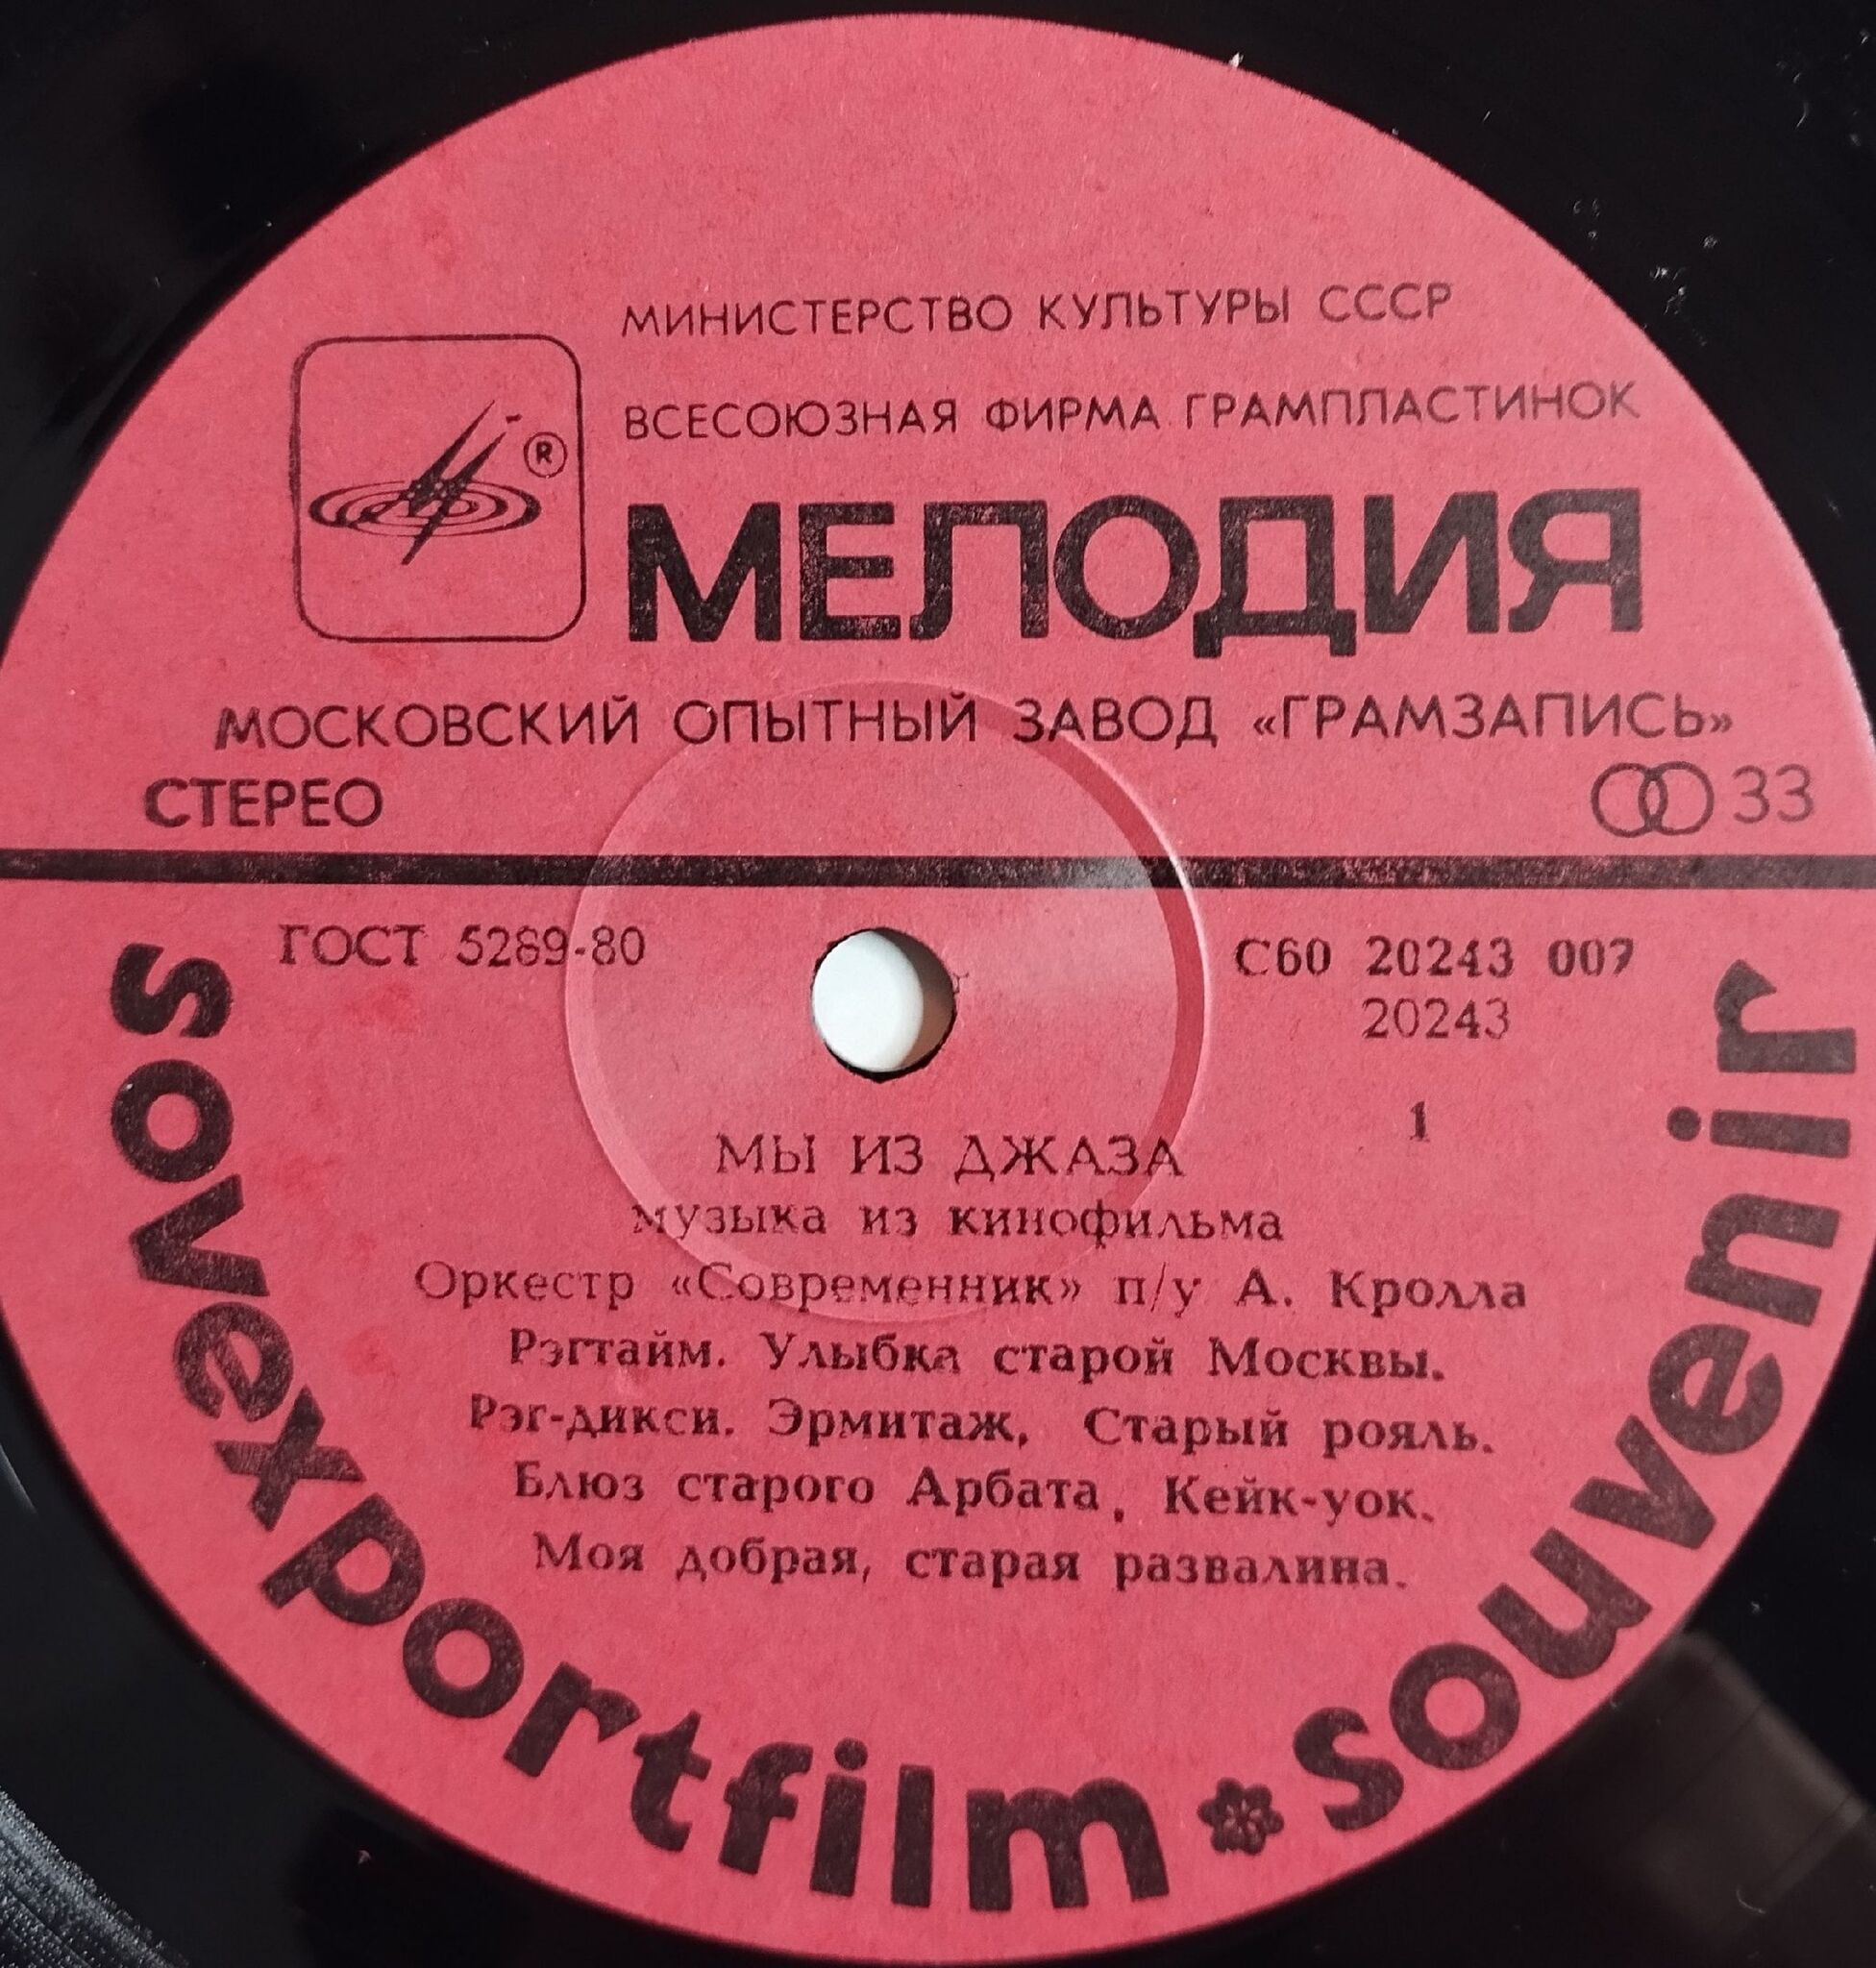 МИНИСТЕРСТВО КУЛЬТУРЫ СССР
ВСЕСОЮЗНАЯ ФИРМА ГРАМПЛАСТИНОК
®
МЕЛОДИЯ
МОСКОВСКИЙ ОПЫТНЫЙ ЗАВОД «ГРАМЗАПИСЬ»
СТЕРЕО 33
ГОСТ 5289-80 С60 20243 007
20243
1
МЫ ИЗ ДЖАЗА
музыка из кинофильма
Оркестр «Современник» п/у А. Кролла
Рэгтайм. Улыбка старой Москвы.
Рэг-дикси. Эрмитаж. Старый рояль.
Блюз старого Арбата. Кейк-уок.
Моя добрая, старая развалина.
sovexportfilm souvenir